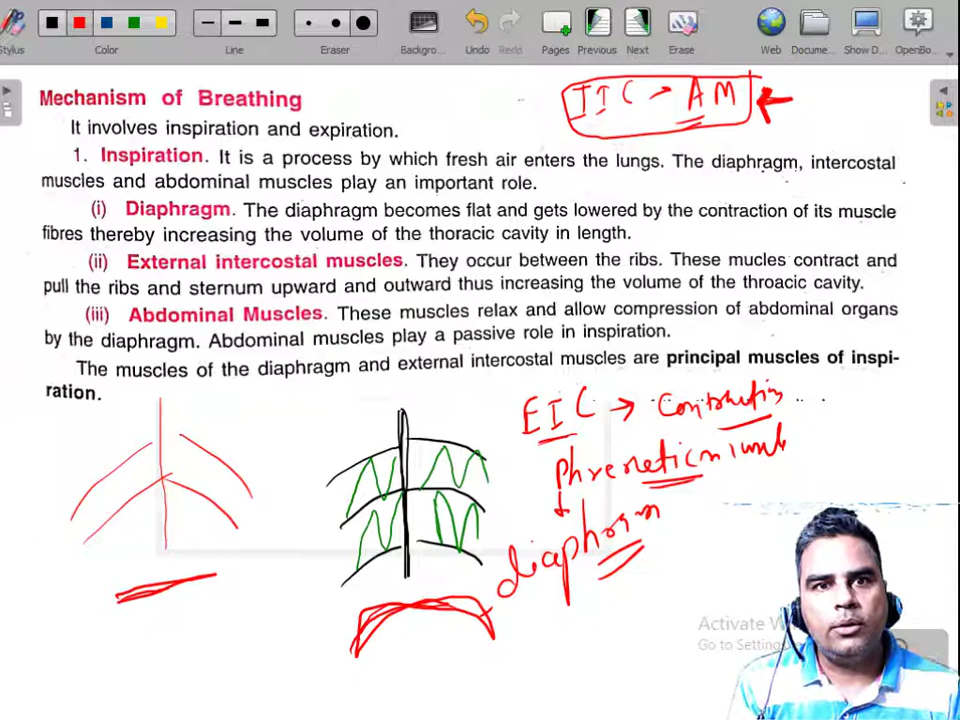 Stylus
Color
Line
Eraser
Backgro...
Undo
Redo
Pages
Previous
Next
Erase
Web
Docume...
Show D...
OpenBo...
IIC → AM
Mechanism of Breathing
It involves inspiration and expiration.
1. Inspiration. It is a process by which fresh air enters the lungs. The diaphragm, intercostal
muscles and abdominal muscles play an important role.
(i) Diaphragm. The diaphragm becomes flat and gets lowered by the contraction of its muscle
fibres thereby increasing the volume of the thoracic cavity in length.
(ii) External intercostal muscles. They occur between the ribs. These mucles contract and
pull the ribs and sternum upward and outward thus increasing the volume of the throacic cavity.
(iii) Abdominal Muscles. These muscles relax and allow compression of abdominal organs
by the diaphragm. Abdominal muscles play a passive role in inspiration.
The muscles of the diaphragm and external intercostal muscles are principal muscles of inspi-
ration.
EIC →
Activate W
Go to Setting